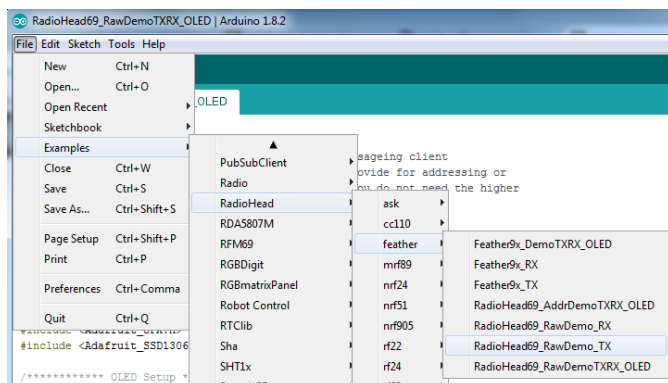 RadioHead69_RawDemoTXRX_OLED | Arduino 1.8.2
File Edit Sketch Tools Help
New Ctrl+N
Open... Ctrl+O
Open Recent
Sketchbook
Examples
Close Ctrl+W
Save Ctrl+S
Save As... Ctrl+Shift+S
Page Setup Ctrl+Shift+P
Print Ctrl+P
Preferences Ctrl+Comma
Quit Ctrl+Q
_OLED
PubSubClient
Radio
RadioHead
RDA5807M
RFM69
RGBDigit
RGBmatrixPanel
Robot Control
RTClib
Sha
SHT1x
ask
cc110
feather
mrf89
nrf24
nrf51
nrf905
rf22
rf24
Feather9x_DemoTXRX_OLED
Feather9x_RX
Feather9x_TX
RadioHead69_AddrDemoTXRX_OLED
RadioHead69_RawDemo_RX
RadioHead69_RawDemo_TX
RadioHead69_RawDemoTXRX_OLED
sageing client
ovide for addressing or
ou do not need the higher
#include <Adafruit_SSD1306
/************ OLED Setup *